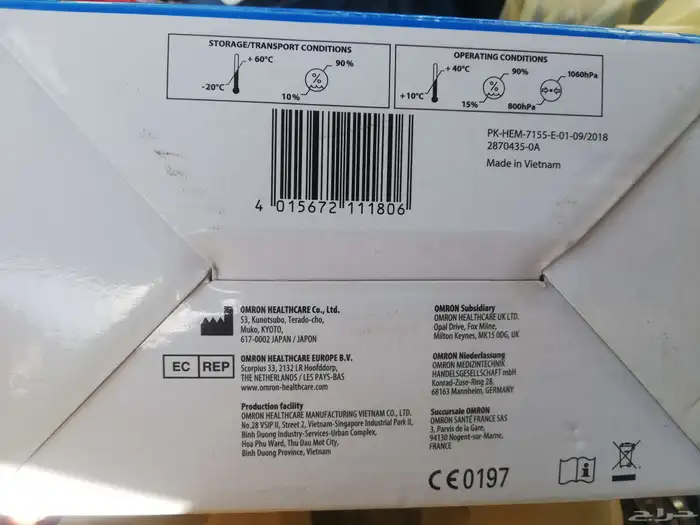 STORAGE/TRANSPORT CONDITIONS
+ 60°C
-20°C
90%
10%
%
OPERATING CONDITIONS
+ 40°C
+10°C
90%
15%
%
1060hPa
800hPa
PK-HEM-7155-E-01-09/2018
2870435-0A
Made in Vietnam
4 015672 111806
OMRON HEALTHCARE Co., Ltd.
53, Kunotsubo, Terado-cho,
Muko, KYOTO,
617-0002 JAPAN / JAPON
EC REP
OMRON HEALTHCARE EUROPE B.V.
Scorpius 33, 2132 LR Hoofddorp,
THE NETHERLANDS / LES PAYS-BAS
www.omron-healthcare.com
Production facility
OMRON HEALTHCARE MANUFACTURING VIETNAM CO., LTD.
No.28 VSIP II, Street 2, Vietnam-Singapore Industrial Park II,
Binh Duong Industry-Services-Urban Complex,
Hoa Phu Ward, Thu Dau Mot City,
Binh Duong Province, Vietnam
OMRON Subsidiary
OMRON HEALTHCARE UK LTD.
Opal Drive, Fox Milne,
Milton Keynes, MK15 0DG, UK
OMRON Niederlassung
OMRON MEDIZINTECHNIK
HANDELSGESELLSCHAFT mbH
Konrad-Zuse-Ring 28,
68163 Mannheim, GERMANY
Succursale OMRON
OMRON SANTÉ FRANCE SAS
3, Parvis de la Gare,
94130 Nogent-sur-Marne,
FRANCE
CE0197
حراج